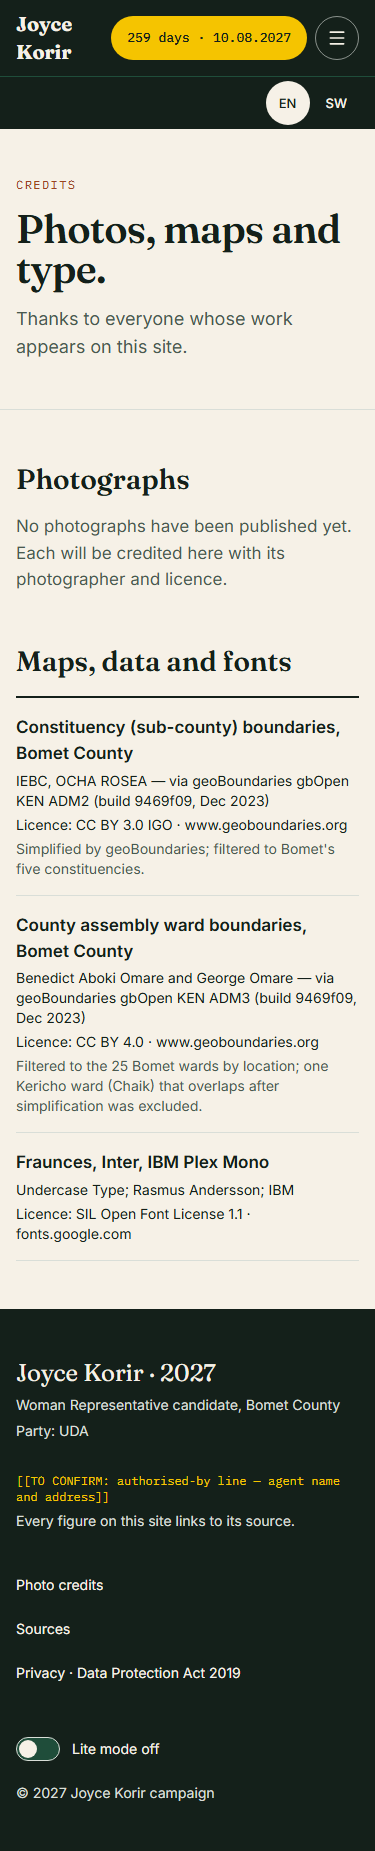 Joyce
Korir
259 days · 10.08.2027
EN
SW
CREDITS
Photos, maps and
type.
Thanks to everyone whose work
appears on this site.
Photographs
No photographs have been published yet.
Each will be credited here with its
photographer and licence.
Maps, data and fonts
Constituency (sub-county) boundaries,
Bomet County
IEBC, OCHA ROSEA — via geoBoundaries gbOpen
KEN ADM2 (build 9469f09, Dec 2023)
Licence: CC BY 3.0 IGO · www.geoboundaries.org
Simplified by geoBoundaries; filtered to Bomet's
five constituencies.
County assembly ward boundaries,
Bomet County
Benedict Aboki Omare and George Omare — via
geoBoundaries gbOpen KEN ADM3 (build 9469f09,
Dec 2023)
Licence: CC BY 4.0 · www.geoboundaries.org
Filtered to the 25 Bomet wards by location; one
Kericho ward (Chaik) that overlaps after
simplification was excluded.
Fraunces, Inter, IBM Plex Mono
Undercase Type; Rasmus Andersson; IBM
Licence: SIL Open Font License 1.1 ·
fonts.google.com
Joyce Korir · 2027
Woman Representative candidate, Bomet County
Party: UDA
[[TO CONFIRM: authorised-by line — agent name
and address]]
Every figure on this site links to its source.
Photo credits
Sources
Privacy · Data Protection Act 2019
Lite mode off
© 2027 Joyce Korir campaign